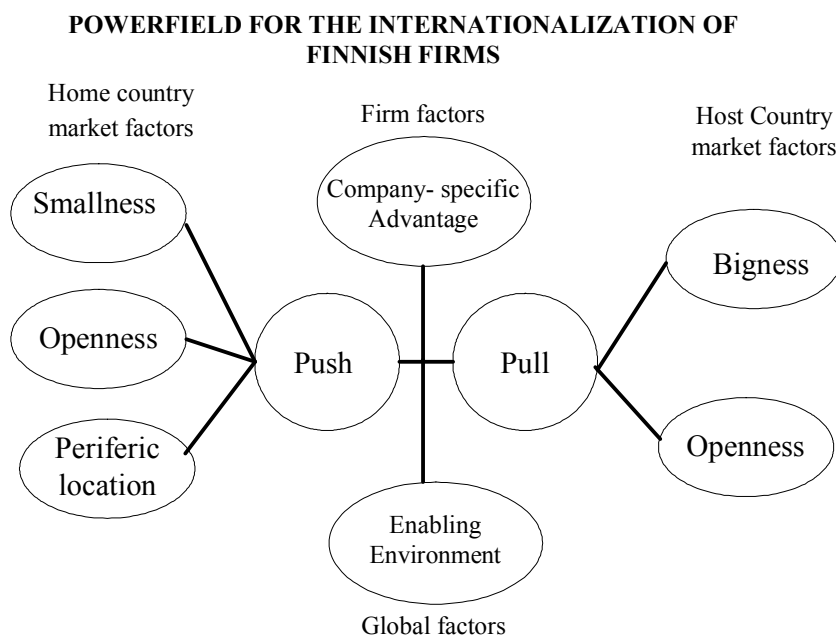 POWERFIELD FOR THE INTERNATIONALIZATION OF
FINNISH FIRMS
Home country
market factors
Smallness
Openness
Periferic
location
Push
Firm factors
Company- specific
Advantage
Enabling
Environment
Global factors
Pull
Host Country
market factors
Bigness
Openness